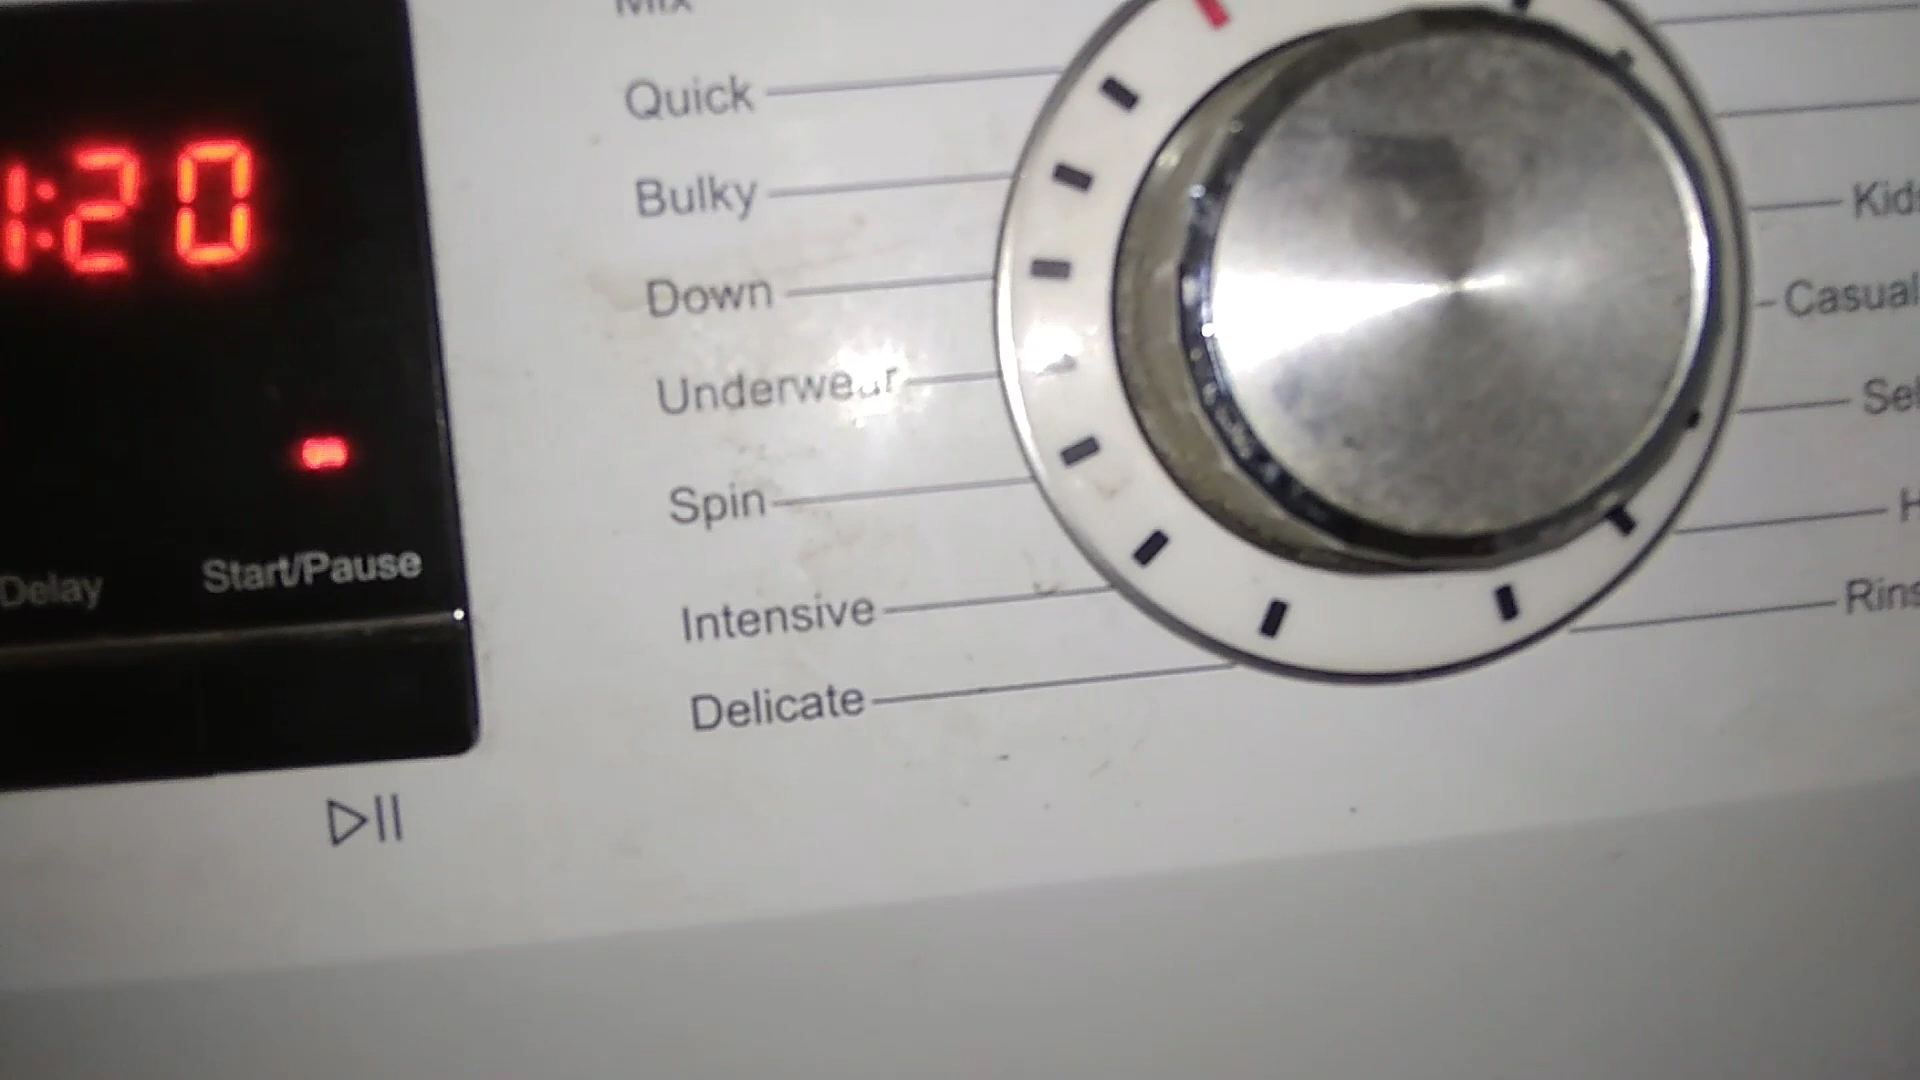 Mix
Quick
Bulky
Down
Underwear
Spin
Intensive
Delicate
1:20
Delay
Start/Pause
Casual